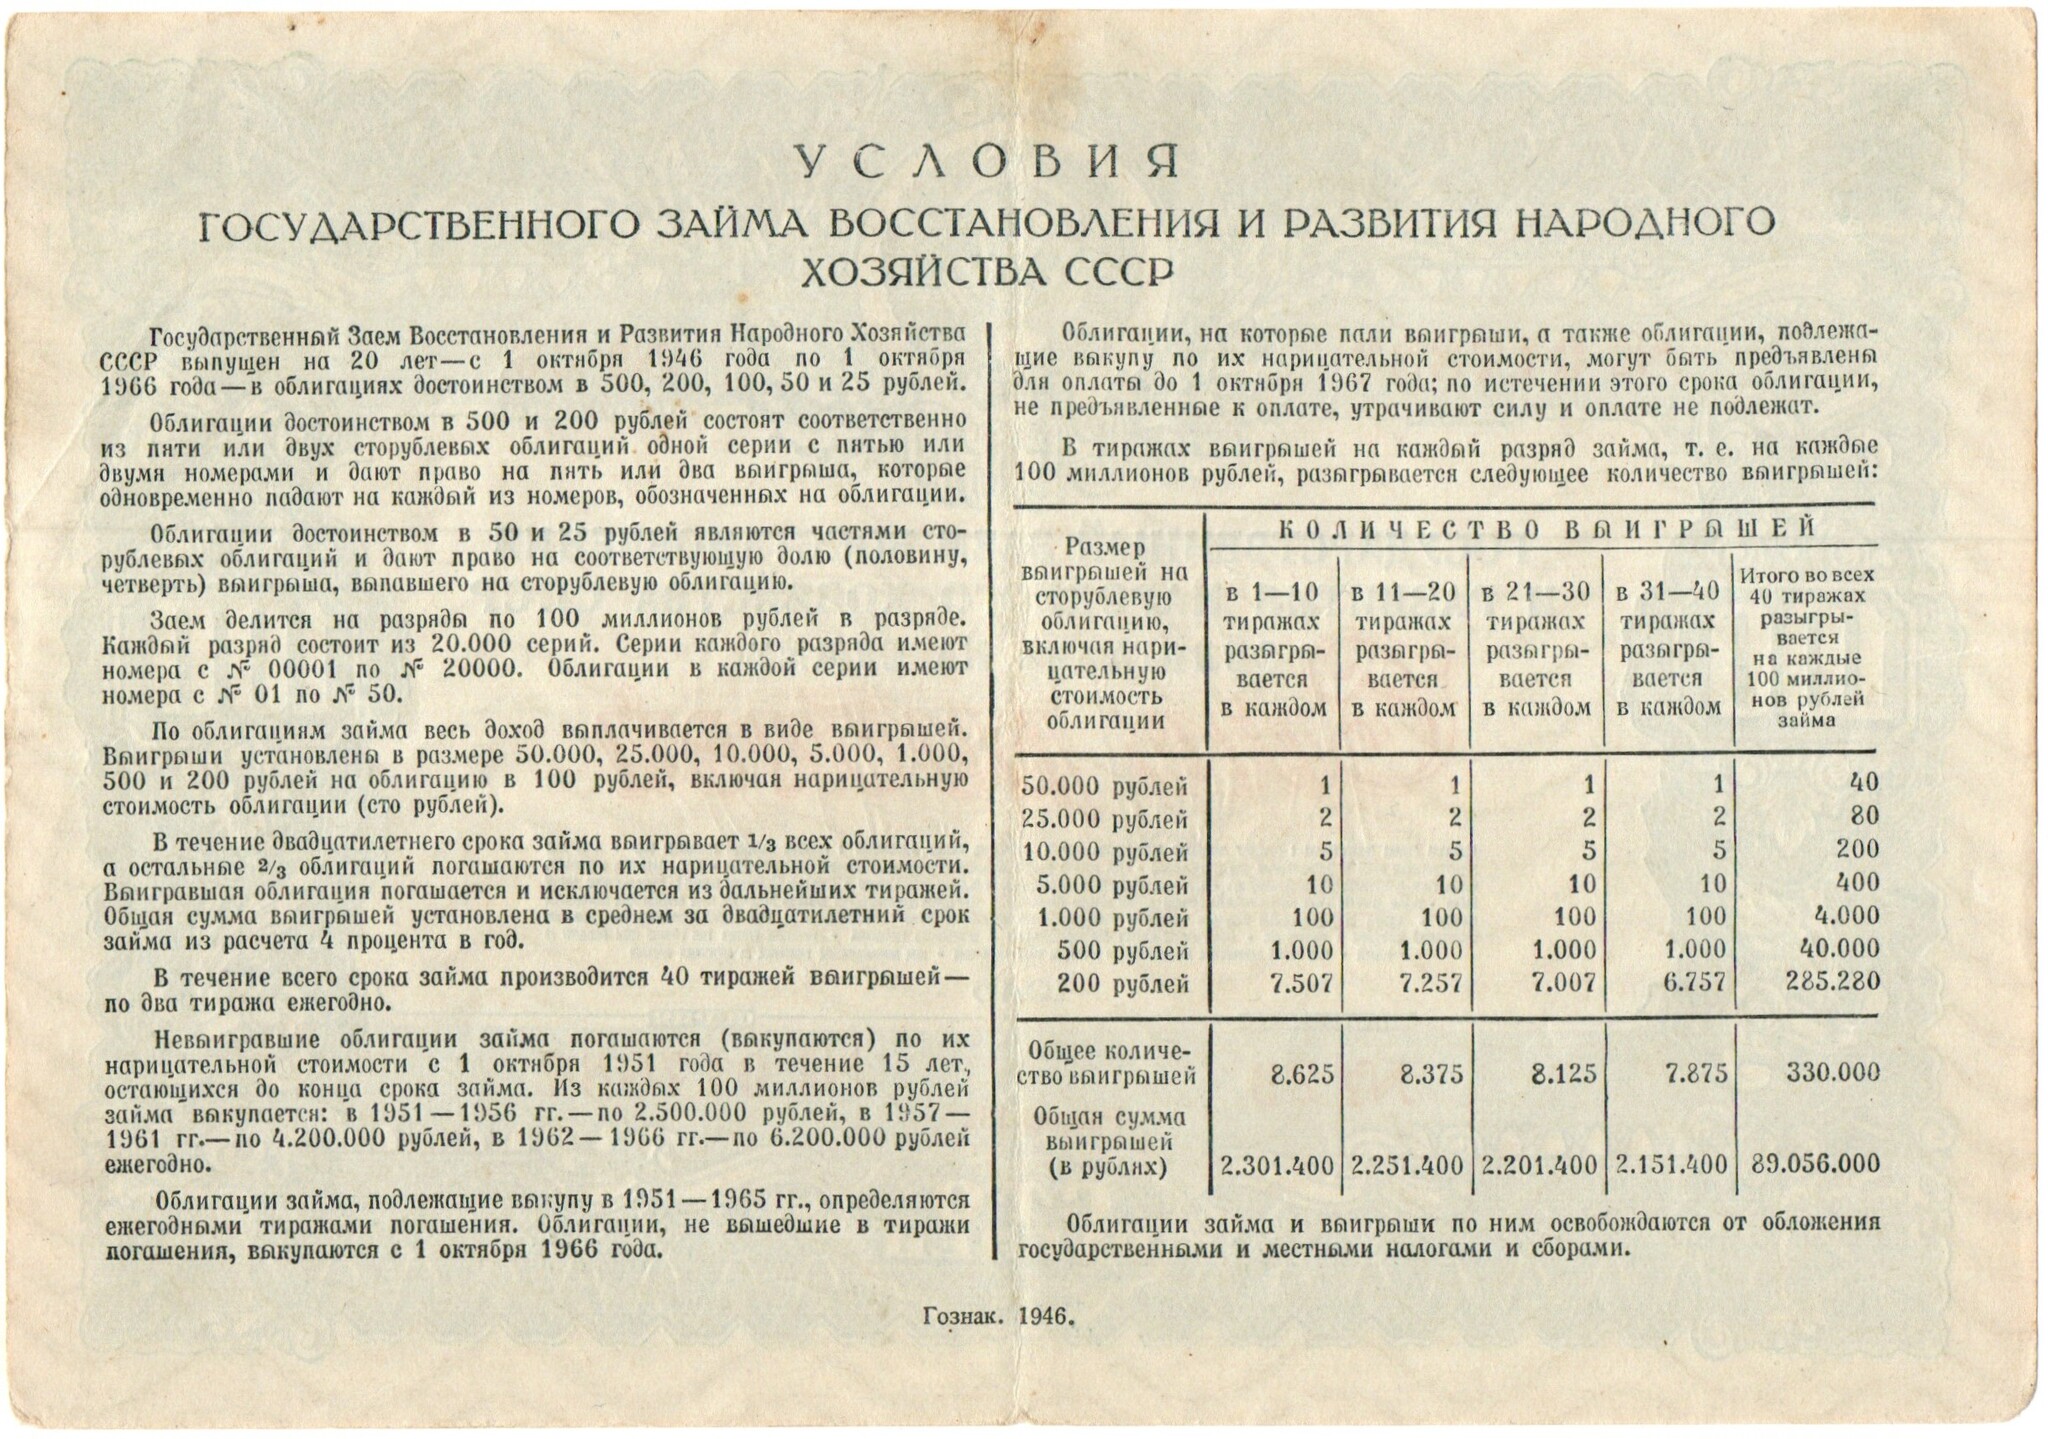 УСЛОВИЯ
ГОСУДАРСТВЕННОГО ЗАЙМА ВОССТАНОВЛЕНИЯ И РАЗВИТИЯ НАРОДНОГО
ХОЗЯЙСТВА СССР
Государственный Заем Восстановления и Развития Народного Хозяйства
СССР выпущен на 20 лет—с 1 октября 1946 года по 1 октября
1966 года—в облигациях достоинством в 500, 200, 100, 50 и 25 рублей.
Облигации достоинством в 500 и 200 рублей состоят соответственно
из пяти или двух сторублевых облигаций одной серии с пятью или
двумя номерами и дают право на пять или два выигрыша, которые
одновременно падают на каждый из номеров, обозначенных на облигации.
Облигации достоинством в 50 и 25 рублей являются частями сто-
рублевых облигаций и дают право на соответствующую долю (половину,
четверть) выигрыша, выпавшего на сторублевую облигацию.
Заем делится на разряды по 100 миллионов рублей в разряде.
Каждый разряд состоит из 20.000 серий. Серии каждого разряда имеют
номера с № 00001 по № 20000. Облигации в каждой серии имеют
номера с № 01 по № 50.
По облигациям займа весь доход выплачивается в виде выигрышей.
Выигрыши установлены в размере 50.000, 25.000, 10.000, 5.000, 1.000,
500 и 200 рублей на облигацию в 100 рублей, включая нарицательную
стоимость облигации (сто рублей).
В течение двадцатилетнего срока займа выигрывает 1/3 всех облигаций,
а остальные 2/3 облигаций погашаются по их нарицательной стоимости.
Выигравшая облигация погашается и исключается из дальнейших тиражей.
Общая сумма выигрышей установлена в среднем за двадцатилетний срок
займа из расчета 4 процента в год.
В течение всего срока займа производится 40 тиражей выигрышей—
по два тиража ежегодно.
Невыигравшие облигации займа погашаются (выкупаются) по их
нарицательной стоимости с 1 октября 1951 года в течение 15 лет,
остающихся до конца срока займа. Из каждых 100 миллионов рублей
займа выкупается: в 1951—1956 гг.—по 2.500.000 рублей, в 1957—
1961 гг.—по 4.200.000 рублей, в 1962—1966 гг.—по 6.200.000 рублей
ежегодно.
Облигации займа, подлежащие выкупу в 1951—1965 гг., определяются
ежегодными тиражами погашения. Облигации, не вышедшие в тиражи
погашения, выкупаются с 1 октября 1966 года.
Облигации, на которые пали выигрыши, а также облигации, подлежа-
щие выкупу по их нарицательной стоимости, могут быть предъявлены
для оплаты до 1 октября 1967 года; по истечении этого срока облигации,
не предъявленные к оплате, утрачивают силу и оплате не подлежат.
В тиражах выигрышей на каждый разряд займа, т. е. на каждые
100 миллионов рублей, разыгрывается следующее количество выигрышей:
Размер
выигрышей на
сторублевую
облигацию,
включая нари-
цательную
стоимость
облигации
КОЛИЧЕСТВО ВЫИГРЫШЕЙ
в 1—10
тиражах
разыгры-
вается
в каждом
в 11—20
тиражах
разыгры-
вается
в каждом
в 21—30
тиражах
разыгры-
вается
в каждом
в 31—40
тиражах
разыгры-
вается
в каждом
Итого во всех
40 тиражах
разыгры-
вается
на каждые
100 миллио-
нов рублей
займа
50.000 рублей 1 1 1 1 40
25.000 рублей 2 2 2 2 80
10.000 рублей 5 5 5 5 200
5.000 рублей 10 10 10 10 400
1.000 рублей 100 100 100 100 4.000
500 рублей 1.000 1.000 1.000 1.000 40.000
200 рублей 7.507 7.257 7.007 6.757 285.280
Общее количе-
ство выигрышей 8.625 8.375 8.125 7.875 330.000
Общая сумма
выигрышей
(в рублях) 2.301.400 2.251.400 2.201.400 2.151.400 89.056.000
Облигации займа и выигрыши по ним освобождаются от обложения
государственными и местными налогами и сборами.
Гознак. 1946.